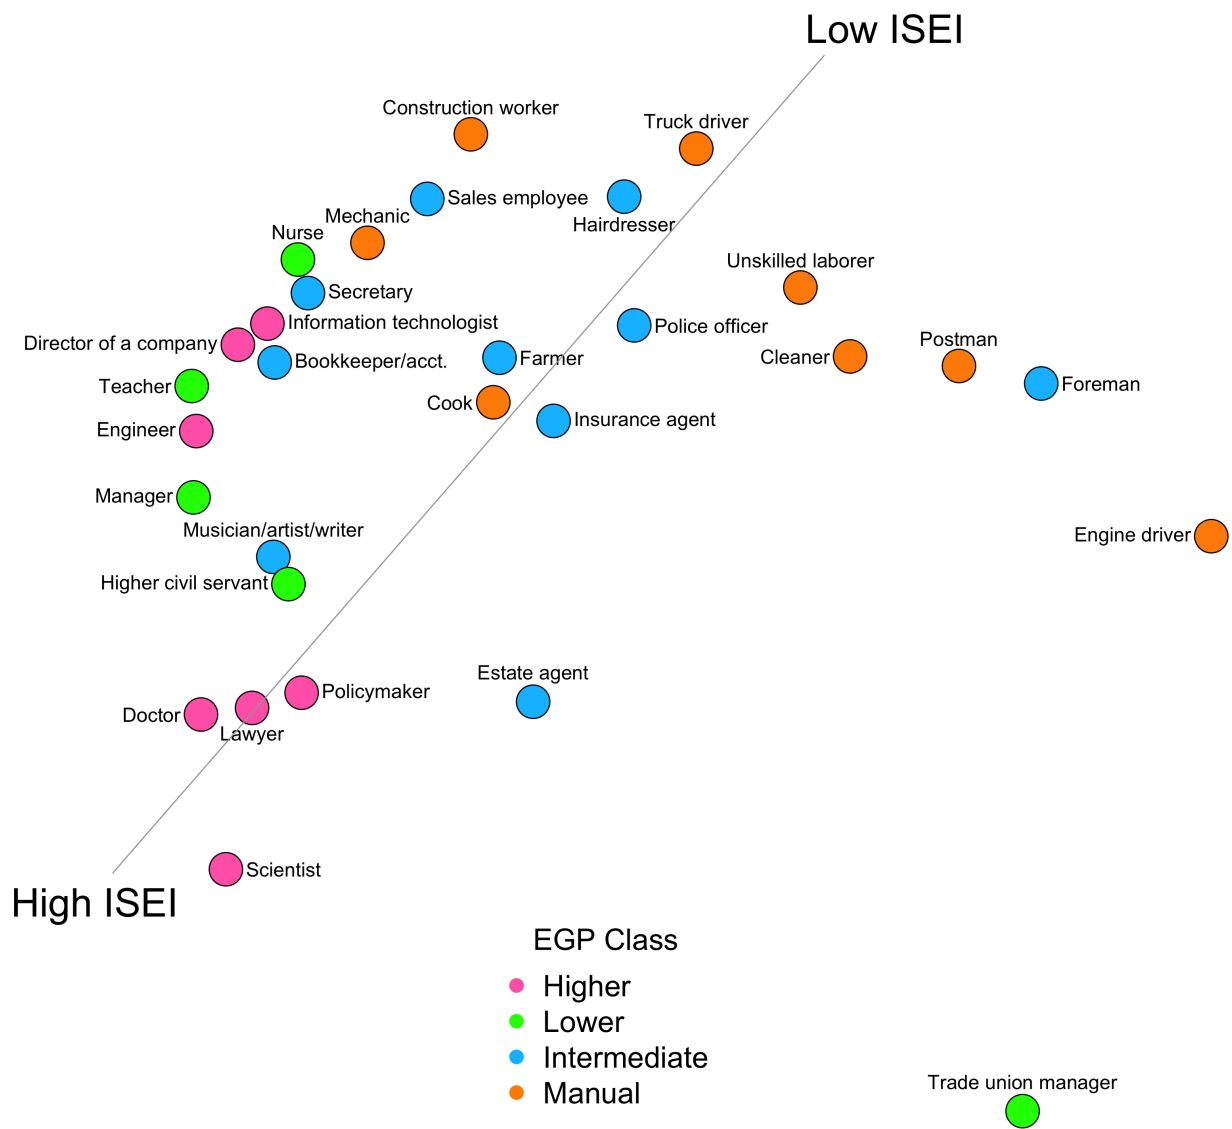 Low ISEI
Construction worker
Truck driver
Sales employee
Mechanic
Hairdresser
Nurse
Unskilled laborer
Secretary
Information technologist
Police officer
Director of a company
Postman
Bookkeeper/acct.
Farmer
Cleaner
Teacher
Foreman
Cook
Insurance agent
Engineer
Manager
Musician/artist/writer
Engine driver
Higher civil servant
Estate agent
Policymaker
Doctor
Lawyer
Scientist
High ISEI
EGP Class
Higher
Lower
Intermediate
Manual
Trade union manager